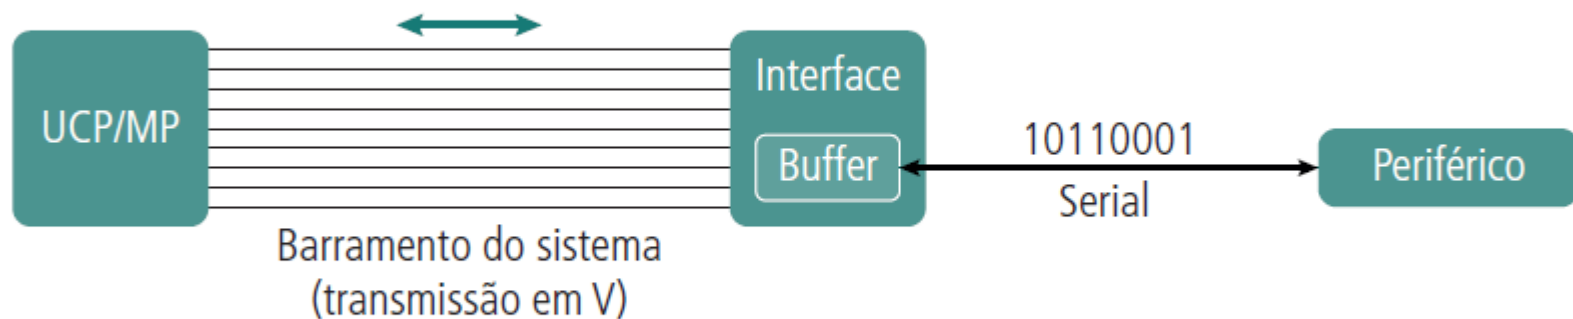 UCP/MP
Interface
Buffer
10110001
Serial
Periférico
Barramento do sistema
(transmissão em V)